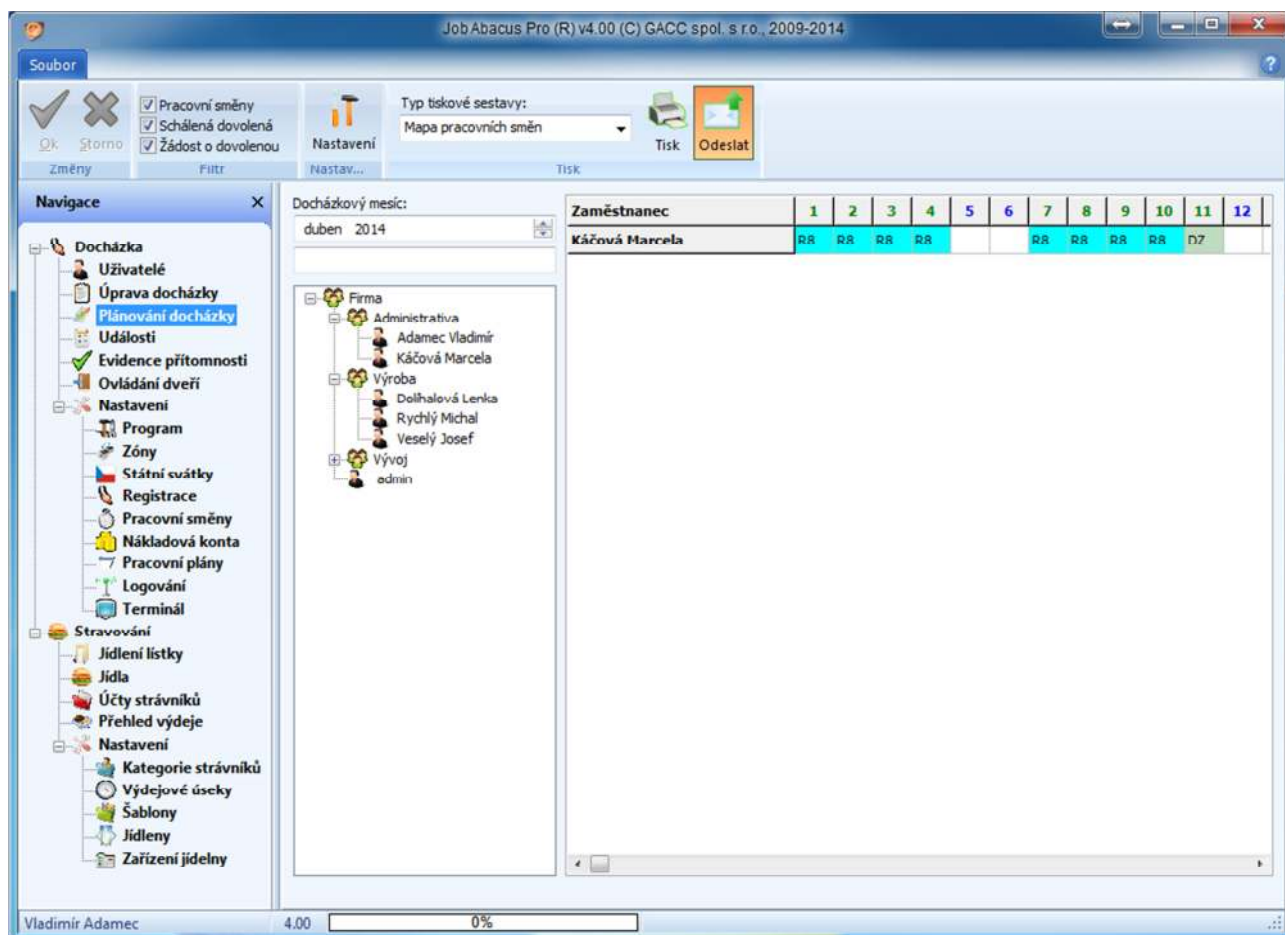 Job Abacus Pro (R) v4.00 (C) GACC spol. s r.o., 2009-2014
Soubor
Ok
Storno
Změny
Pracovní směny
Schálená dovolená
Žádost o dovolenou
Filtr
Nastavení
Nastav...
Typ tiskové sestavy:
Mapa pracovních směn
Tisk
Odeslat
Tisk
Navigace
Docházka
Uživatelé
Úprava docházky
Plánování docházky
Události
Evidence přítomnosti
Ovládání dveří
Nastavení
Program
Zóny
Státní svátky
Registrace
Pracovní směny
Nákladová konta
Pracovní plány
Logování
Terminál
Stravování
Jídlení lístky
Jídla
Účty strávníků
Přehled výdeje
Nastavení
Kategorie strávníků
Výdejové úseky
Šablony
Jídleny
Zařízení jídelny
Docházkový mesíc:
duben 2014
Firma
Administrativa
Adamec Vladimír
Káčová Marcela
Výroba
Dolíhalová Lenka
Rychlý Michal
Veselý Josef
Vývoj
admin
Zaměstnanec 1 2 3 4 5 6 7 8 9 10 11 12
Káčová Marcela R8 R8 R8 R8 R8 R8 R8 R8 D7
Vladimír Adamec 4.00 0%